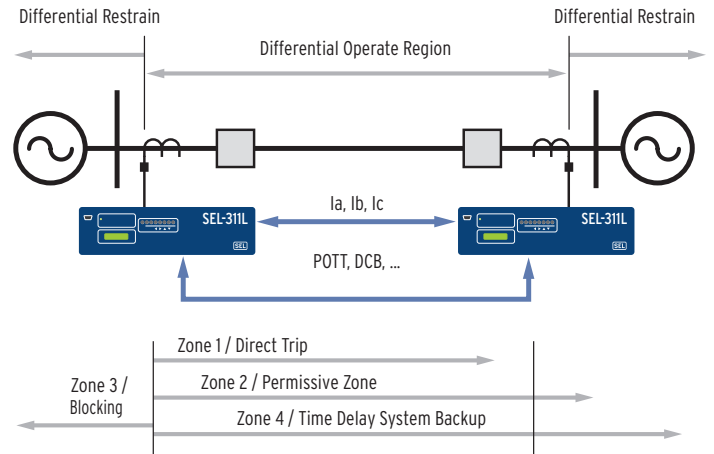 Differential Restrain
Differential Restrain
Differential Operate Region
SEL-311L
SEL
Ia, Ib, Ic
SEL-311L
SEL
POTT, DCB, ...
Zone 1 / Direct Trip
Zone 2 / Permissive Zone
Zone 3 /
Blocking
Zone 4 / Time Delay System Backup